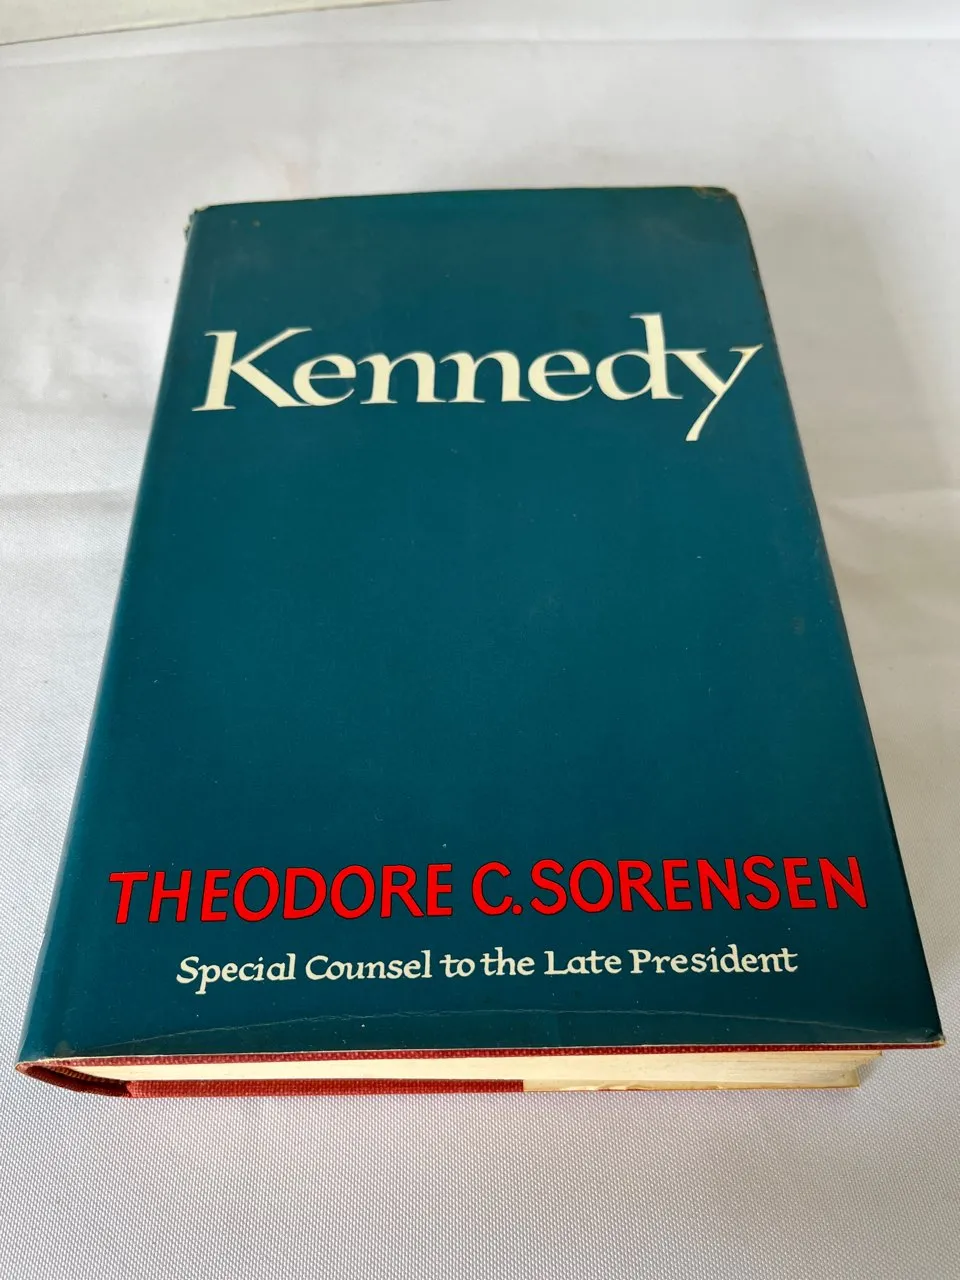 Kennedy
THEODORE C. SORENSEN
Special Counsel to the Late President